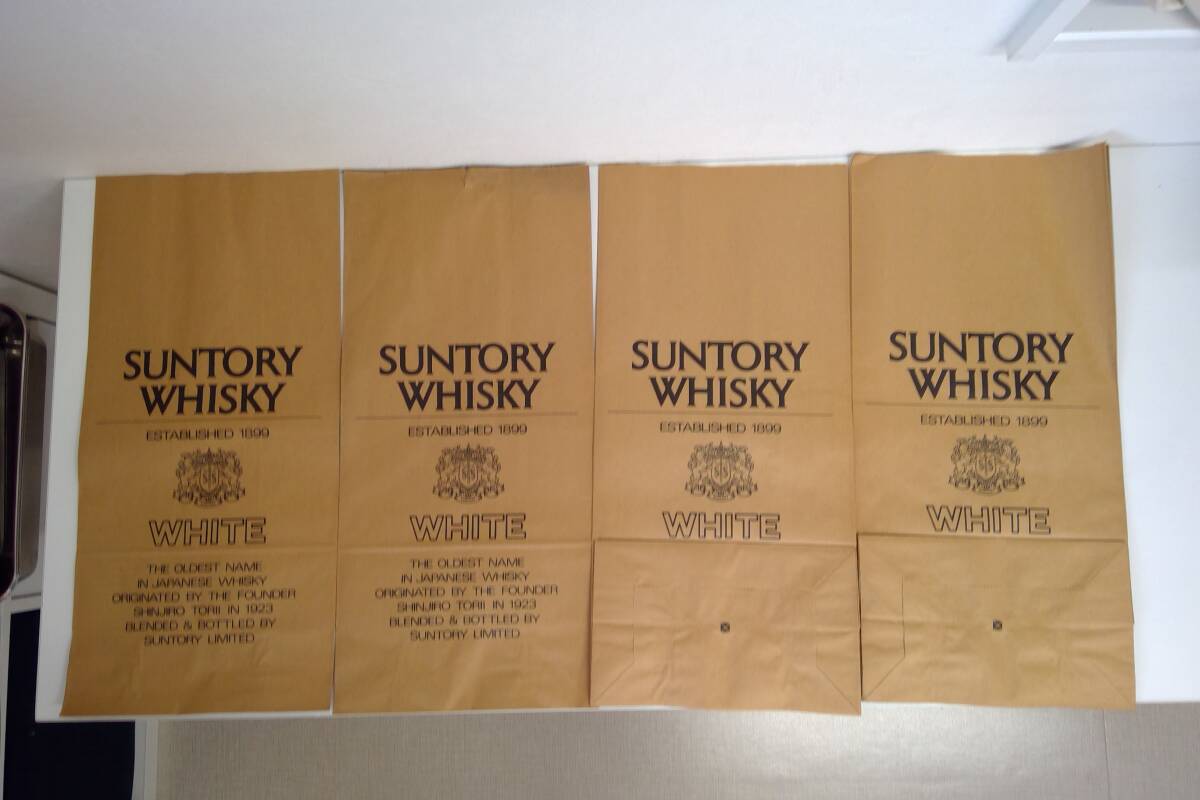 SUNTORY
WHISKY
ESTABLISHED 1899
WHITE
THE OLDEST NAME
IN JAPANESE WHISKY
ORIGINATED BY THE FOUNDER
SHINJIRO TORII IN 1923
BLENDED & BOTTLED BY
SUNTORY LIMITED
SUNTORY
WHISKY
ESTABLISHED 1899
WHITE
THE OLDEST NAME
IN JAPANESE WHISKY
ORIGINATED BY THE FOUNDER
SHINJIRO TORII IN 1923
BLENDED & BOTTLED BY
SUNTORY LIMITED
SUNTORY
WHISKY
ESTABLISHED 1899
WHITE
SUNTORY
WHISKY
ESTABLISHED 1899
WHITE